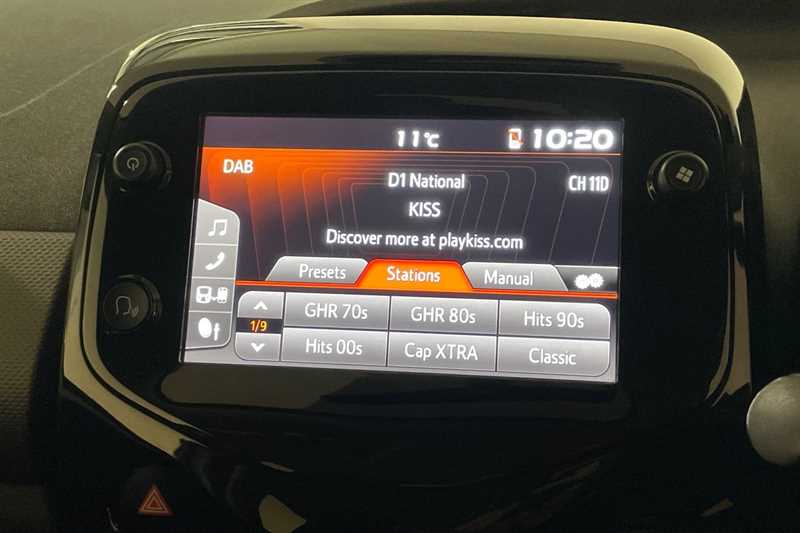 11°C 10:20
DAB
D1 National CH 11D
KISS
Discover more at playkiss.com
Presets Stations Manual
GHR 70s GHR 80s Hits 90s
1/9
Hits 00s Cap XTRA Classic